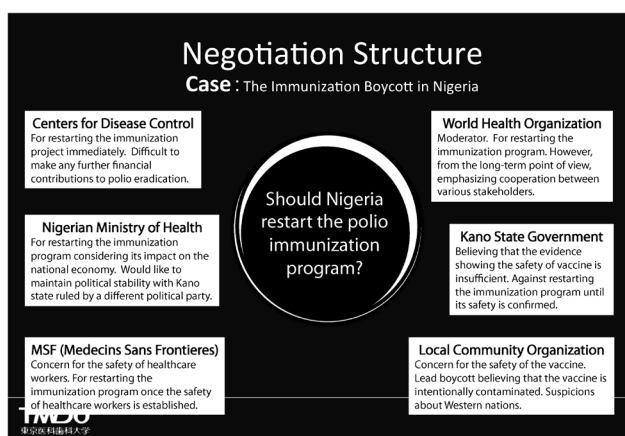 Negotiation Structure
Case : The Immunization Boycott in Nigeria
Centers for Disease Control
For restarting the immunization
project immediately. Difficult to
make any further financial
contributions to polio eradication.
World Health Organization
Moderator. For restarting the
immunization program. However,
from the long-term point of view,
emphasizing cooperation between
various stakeholders.
Should Nigeria
restart the polio
immunization
program?
Nigerian Ministry of Health
For restarting the immunization
program considering its impact on the
national economy. Would like to
maintain political stability with Kano
state ruled by a different political party.
Kano State Government
Believing that the evidence
showing the safety of vaccine is
insufficient. Against restarting
the immunization program until
its safety is confirmed.
MSF (Medecins Sans Frontieres)
Concern for the safety of healthcare
workers. For restarting the
immunization program once the safety
of healthcare workers is established.
Local Community Organization
Concern for the safety of the vaccine.
Lead boycott believing that the vaccine is
intentionally contaminated. Suspicions
about Western nations.
TMDU
東京医科歯科大学